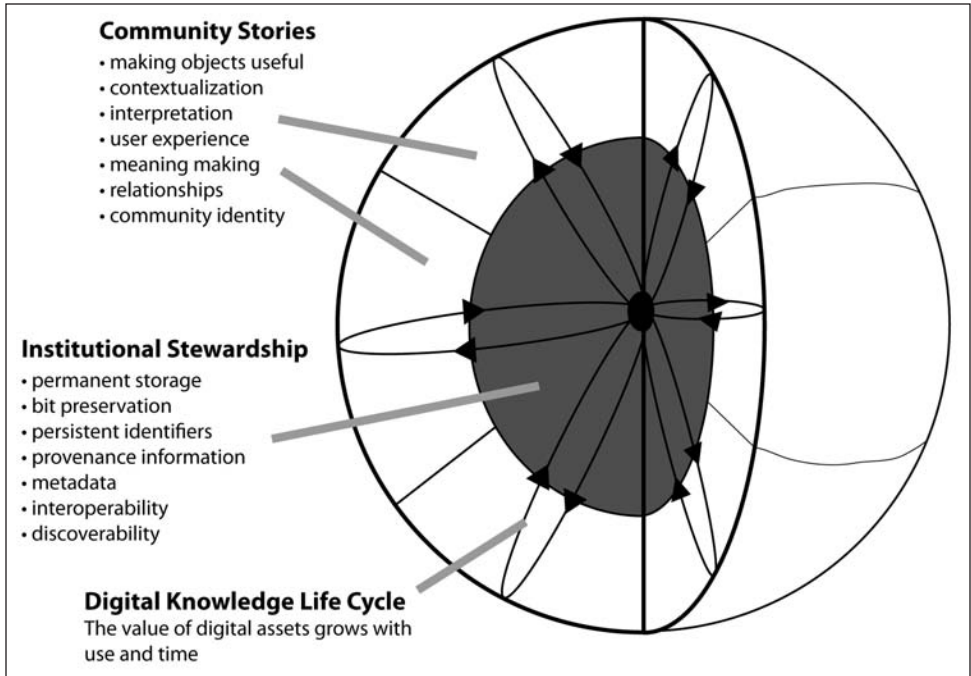 Community Stories
• making objects useful
• contextualization
• interpretation
• user experience
• meaning making
• relationships
• community identity
Institutional Stewardship
• permanent storage
• bit preservation
• persistent identifiers
• provenance information
• metadata
• interoperability
• discoverability
Digital Knowledge Life Cycle
The value of digital assets grows with
use and time